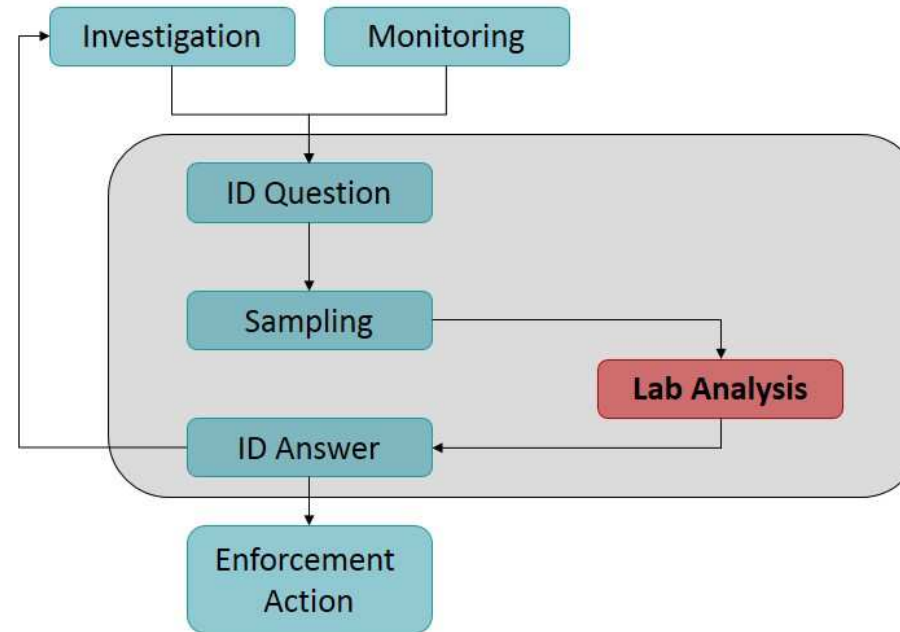 Investigation
Monitoring
ID Question
Sampling
Lab Analysis
ID Answer
Enforcement
Action